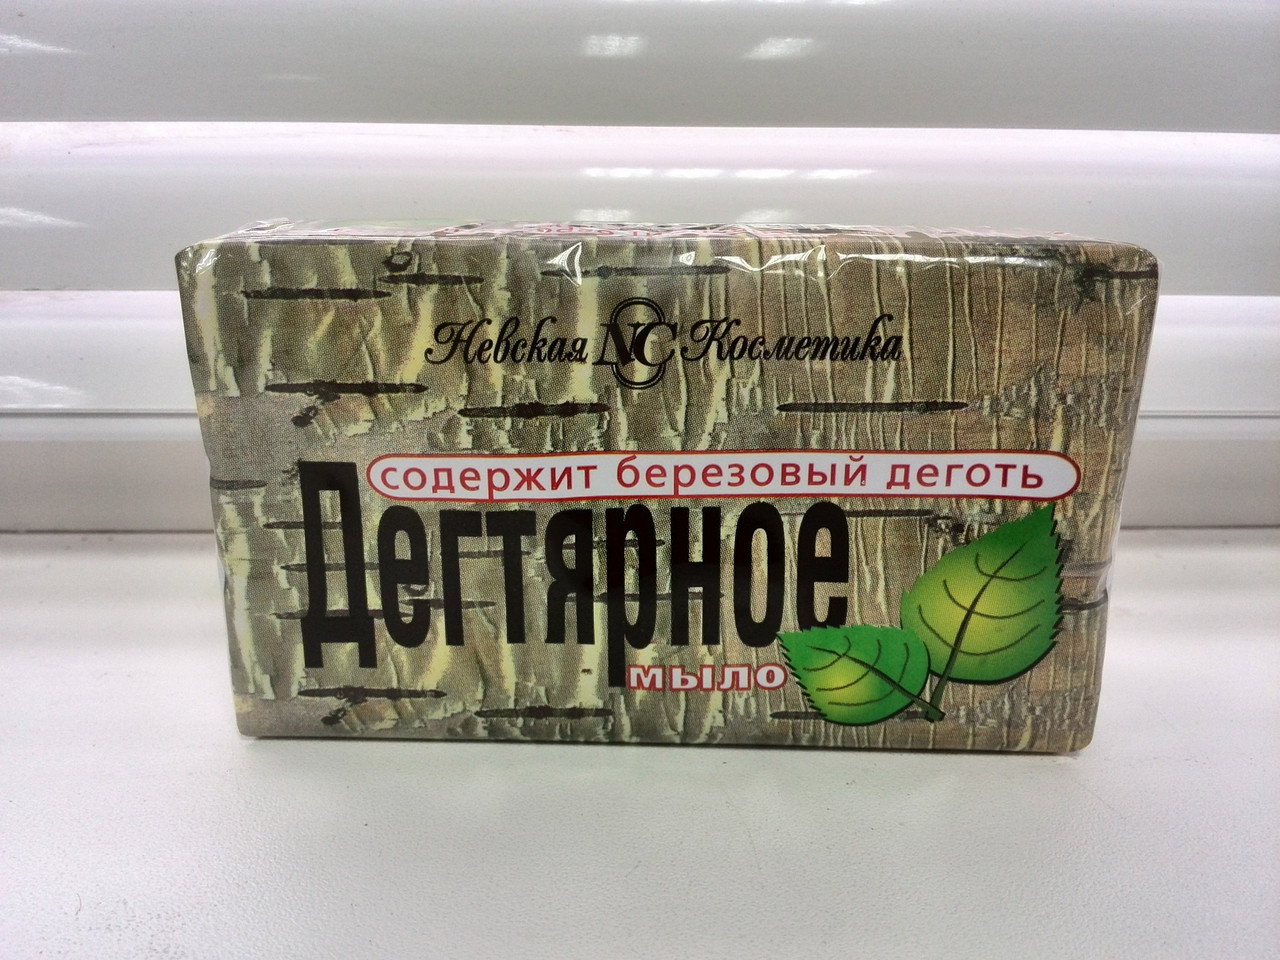 Невская NC Косметика
содержит березовый деготь
Дегтярное
мыло